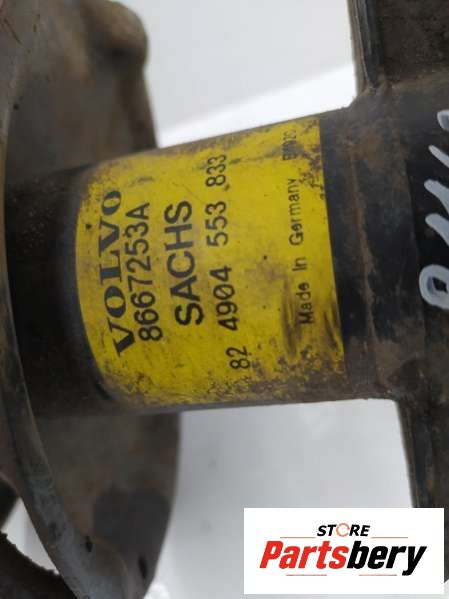 VOLVO
8667253A
SACHS
82 4904 553 833
Made In Germany
STORE
Partsbery